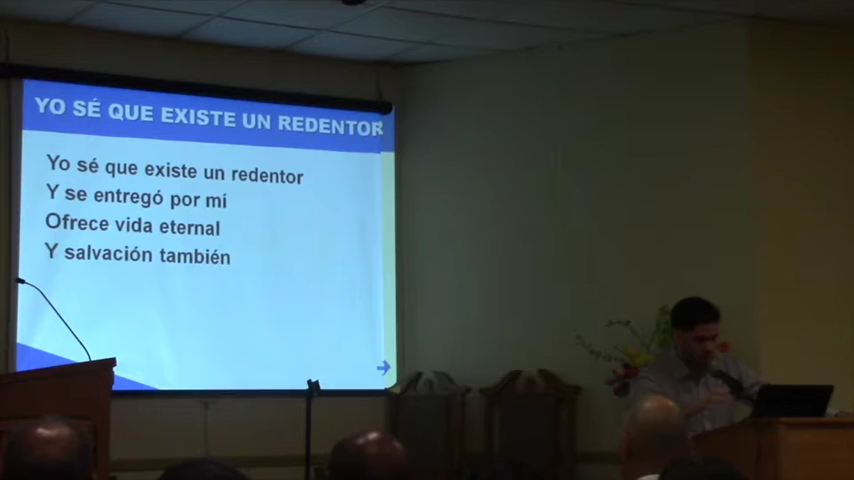 YO SÉ QUE EXISTE UN REDENTOR
Yo sé que existe un redentor
Y se entregó por mí
Ofrece vida eternal
Y salvación también